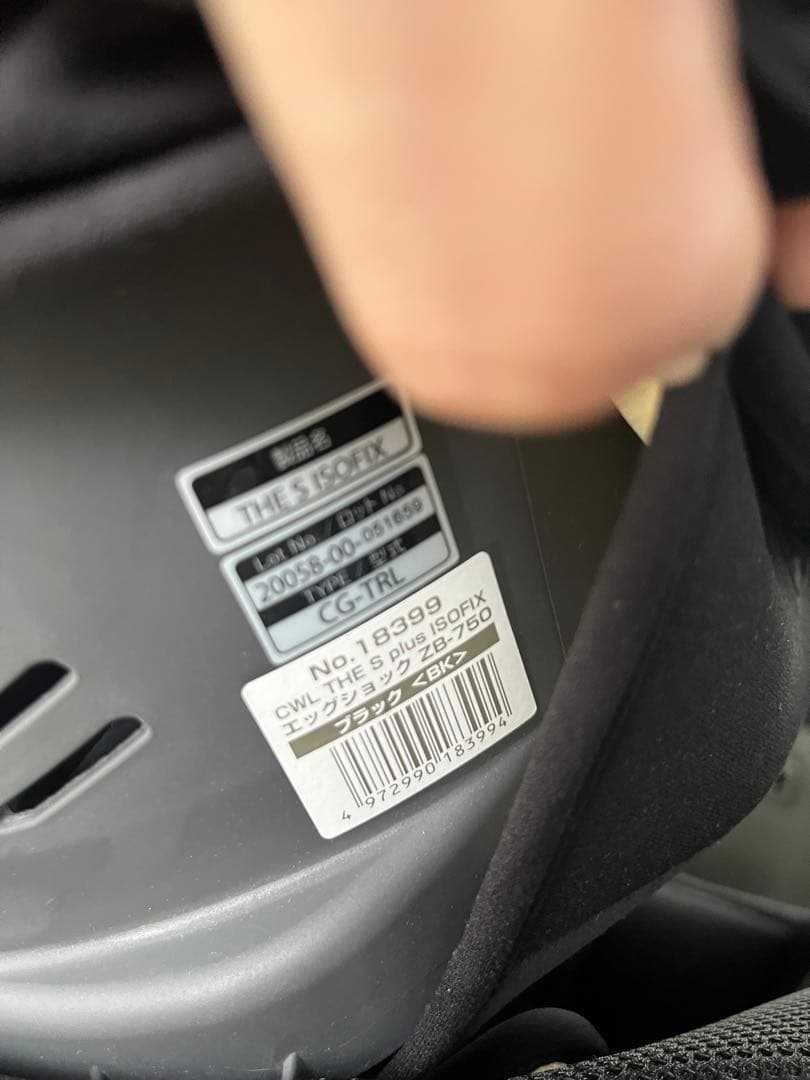 製品名
THE S ISOFIX
Lot No / ロット No
20058-00-051659
TYPE / 型式
CG-TRL
No.18399
CWL THE S plus ISOFIX
エッグショック ZB-750
ブラック <BK>
4 972990 183994